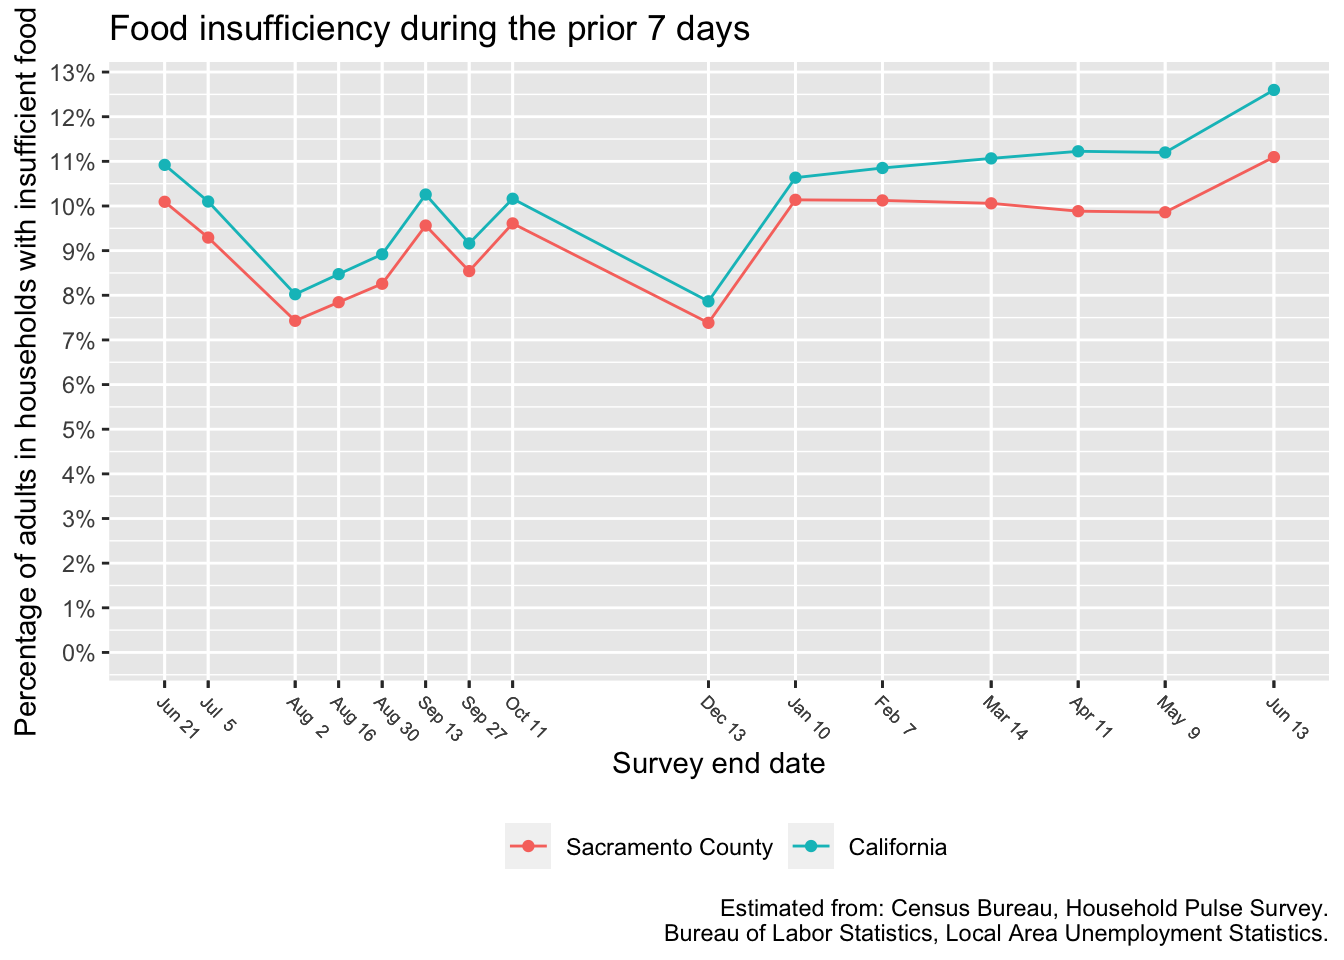 Food insufficiency during the prior 7 days
Percentage of adults in households with insufficient food
13%
12%
11%
10%
9%
8%
7%
6%
5%
4%
3%
2%
1%
0%
Jun 21
Jul  5
Aug  2
Aug 16
Aug 30
Sep 13
Sep 27
Oct 11
Dec 13
Jan 10
Feb  7
Mar 14
Apr 11
May  9
Jun 13
Survey end date
Sacramento County
California
Estimated from: Census Bureau, Household Pulse Survey.
Bureau of Labor Statistics, Local Area Unemployment Statistics.